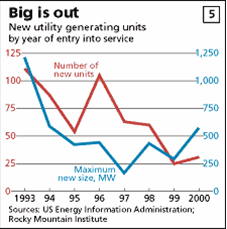 Big is out
5
New utility generating units
by year of entry into service
125
100
75
50
25
0
Number of
new units
1,250
1,000
750
500
250
0
Maximum
new size, MW
1993 94 95 96 97 98 99 2000
Sources: US Energy Information Administration;
Rocky Mountain Institute